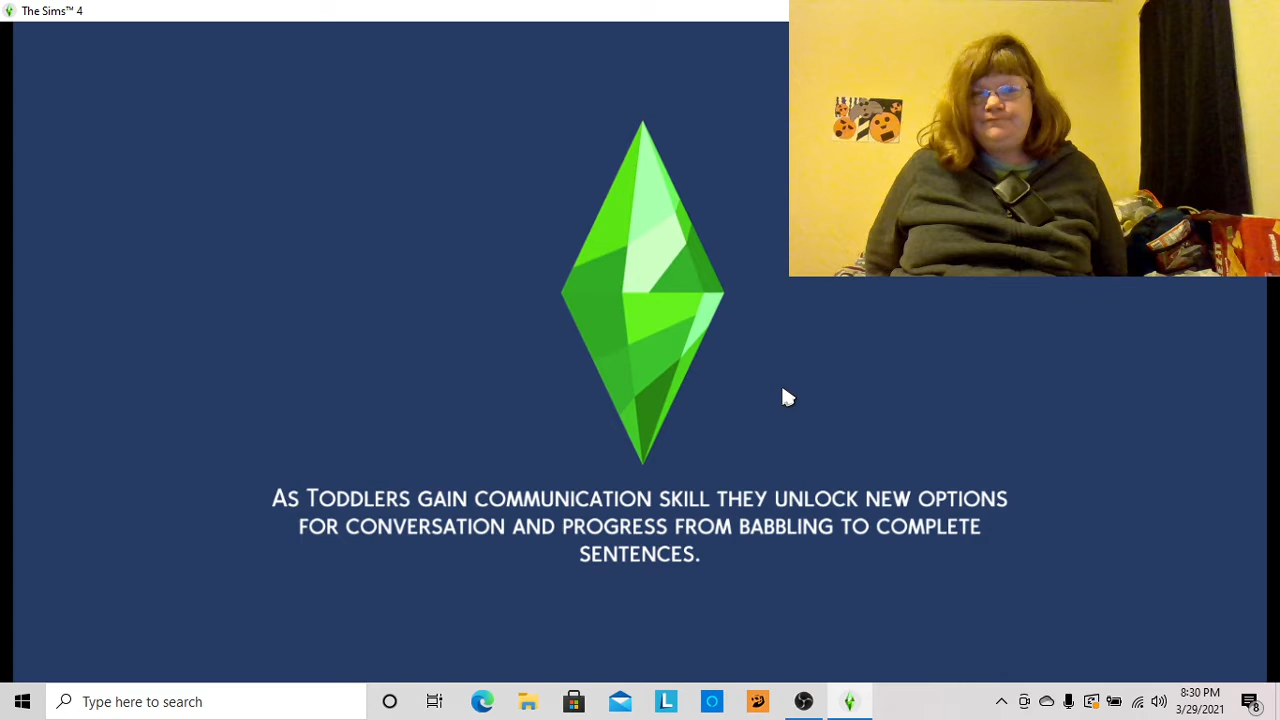 The Sims™ 4
AS TODDLERS GAIN COMMUNICATION SKILL THEY UNLOCK NEW OPTIONS
FOR CONVERSATION AND PROGRESS FROM BABBLING TO COMPLETE
SENTENCES.
Type here to search
L
8:30 PM
3/29/2021
8